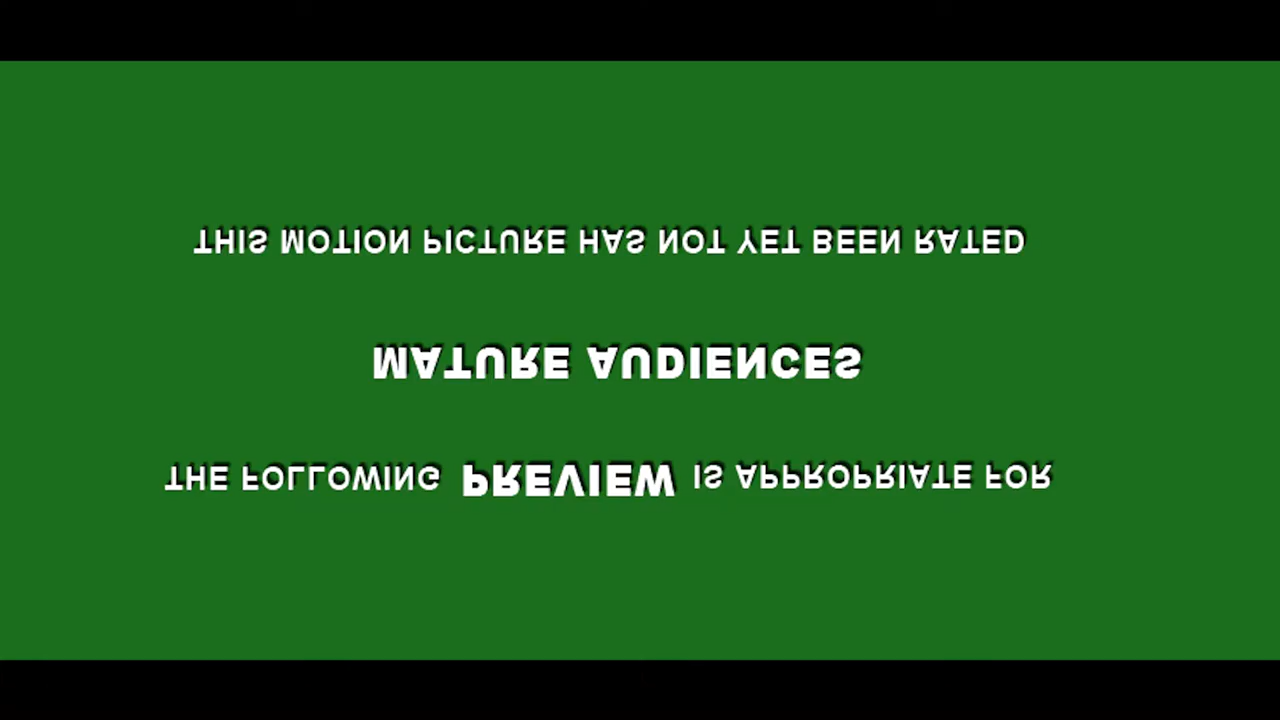 THE FOLLOWING PREVIEW IS APPROPRIATE FOR
MATURE AUDIENCES
THIS MOTION PICTURE HAS NOT YET BEEN RATED